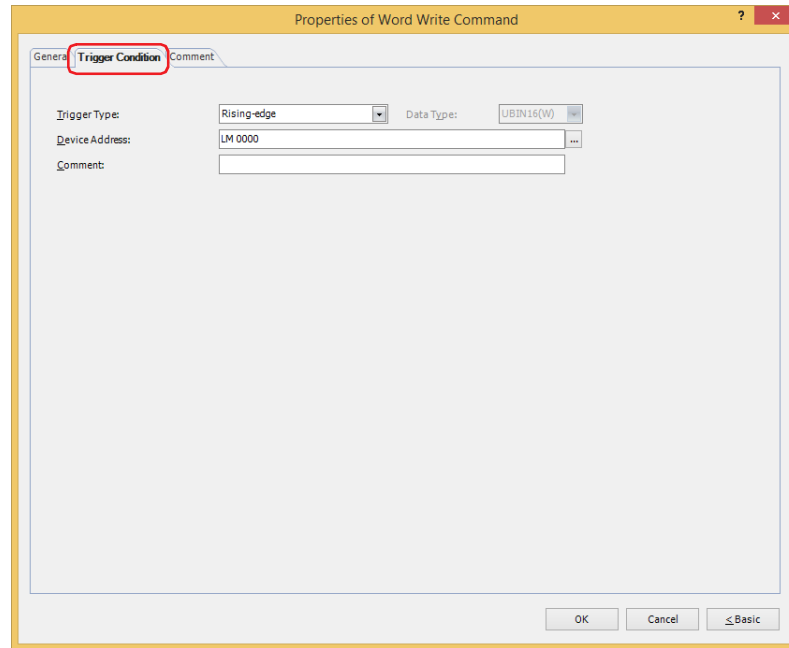 Properties of Word Write Command ? ×
General Trigger Condition Comment
Trigger Type: Rising-edge Data Type: UBIN16(W)
Device Address: LM 0000 ...
Comment:
OK Cancel < Basic